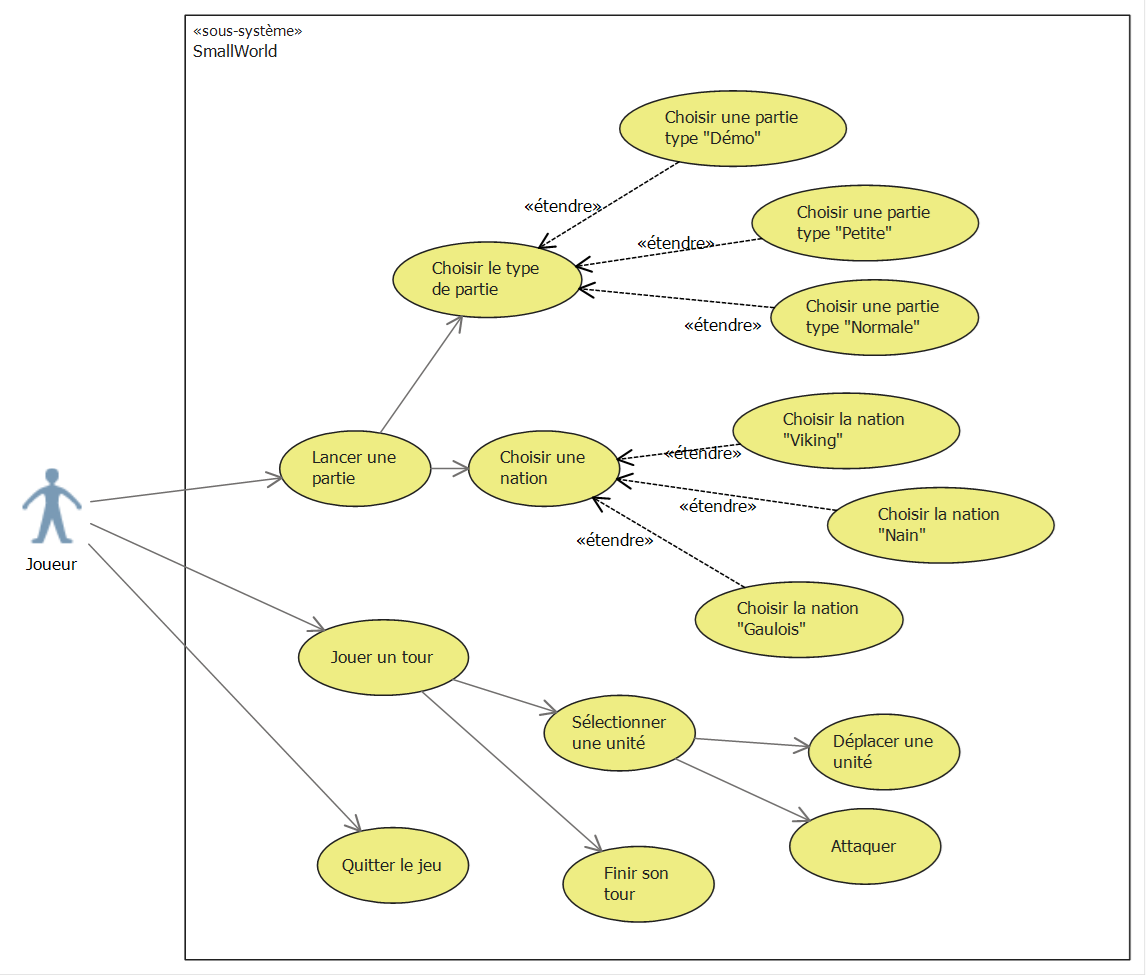 «sous-système»
SmallWorld
Choisir une partie
type "Démo"
«étendre»
Choisir une partie
type "Petite"
«étendre»
Choisir le type
de partie
Choisir une partie
type "Normale"
«étendre»
Choisir la nation
"Viking"
«étendre»
Lancer une
partie
Choisir une
nation
«étendre»
Choisir la nation
"Nain"
«étendre»
Joueur
Choisir la nation
"Gaulois"
Jouer un tour
Sélectionner
une unité
Déplacer une
unité
Attaquer
Quitter le jeu
Finir son
tour